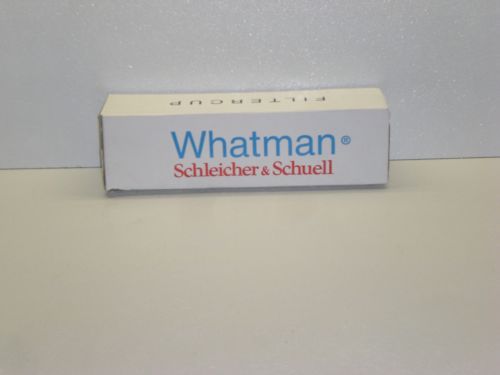 FILTERCUP
Whatman®
Schleicher & Schuell